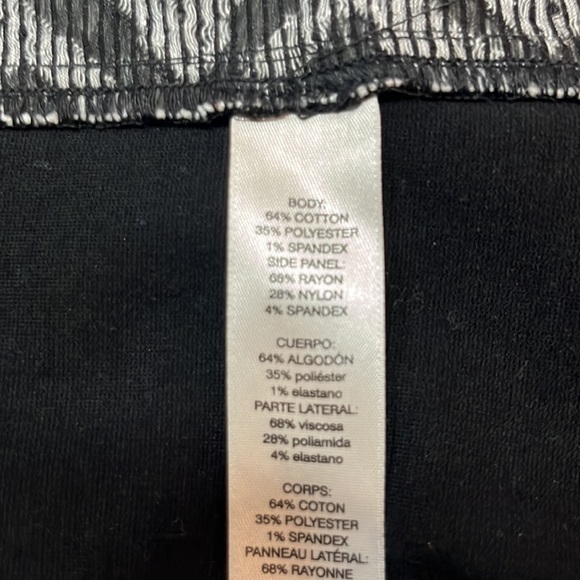 BODY:
64% COTTON
35% POLYESTER
1% SPANDEX
SIDE PANEL:
68% RAYON
28% NYLON
4% SPANDEX
CUERPO:
64% ALGODÓN
35% poliéster
1% elastano
PARTE LATERAL:
68% viscosa
28% poliamida
4% elastano
CORPS:
64% COTON
35% POLYESTER
1% SPANDEX
PANNEAU LATÉRAL:
68% RAYONNE